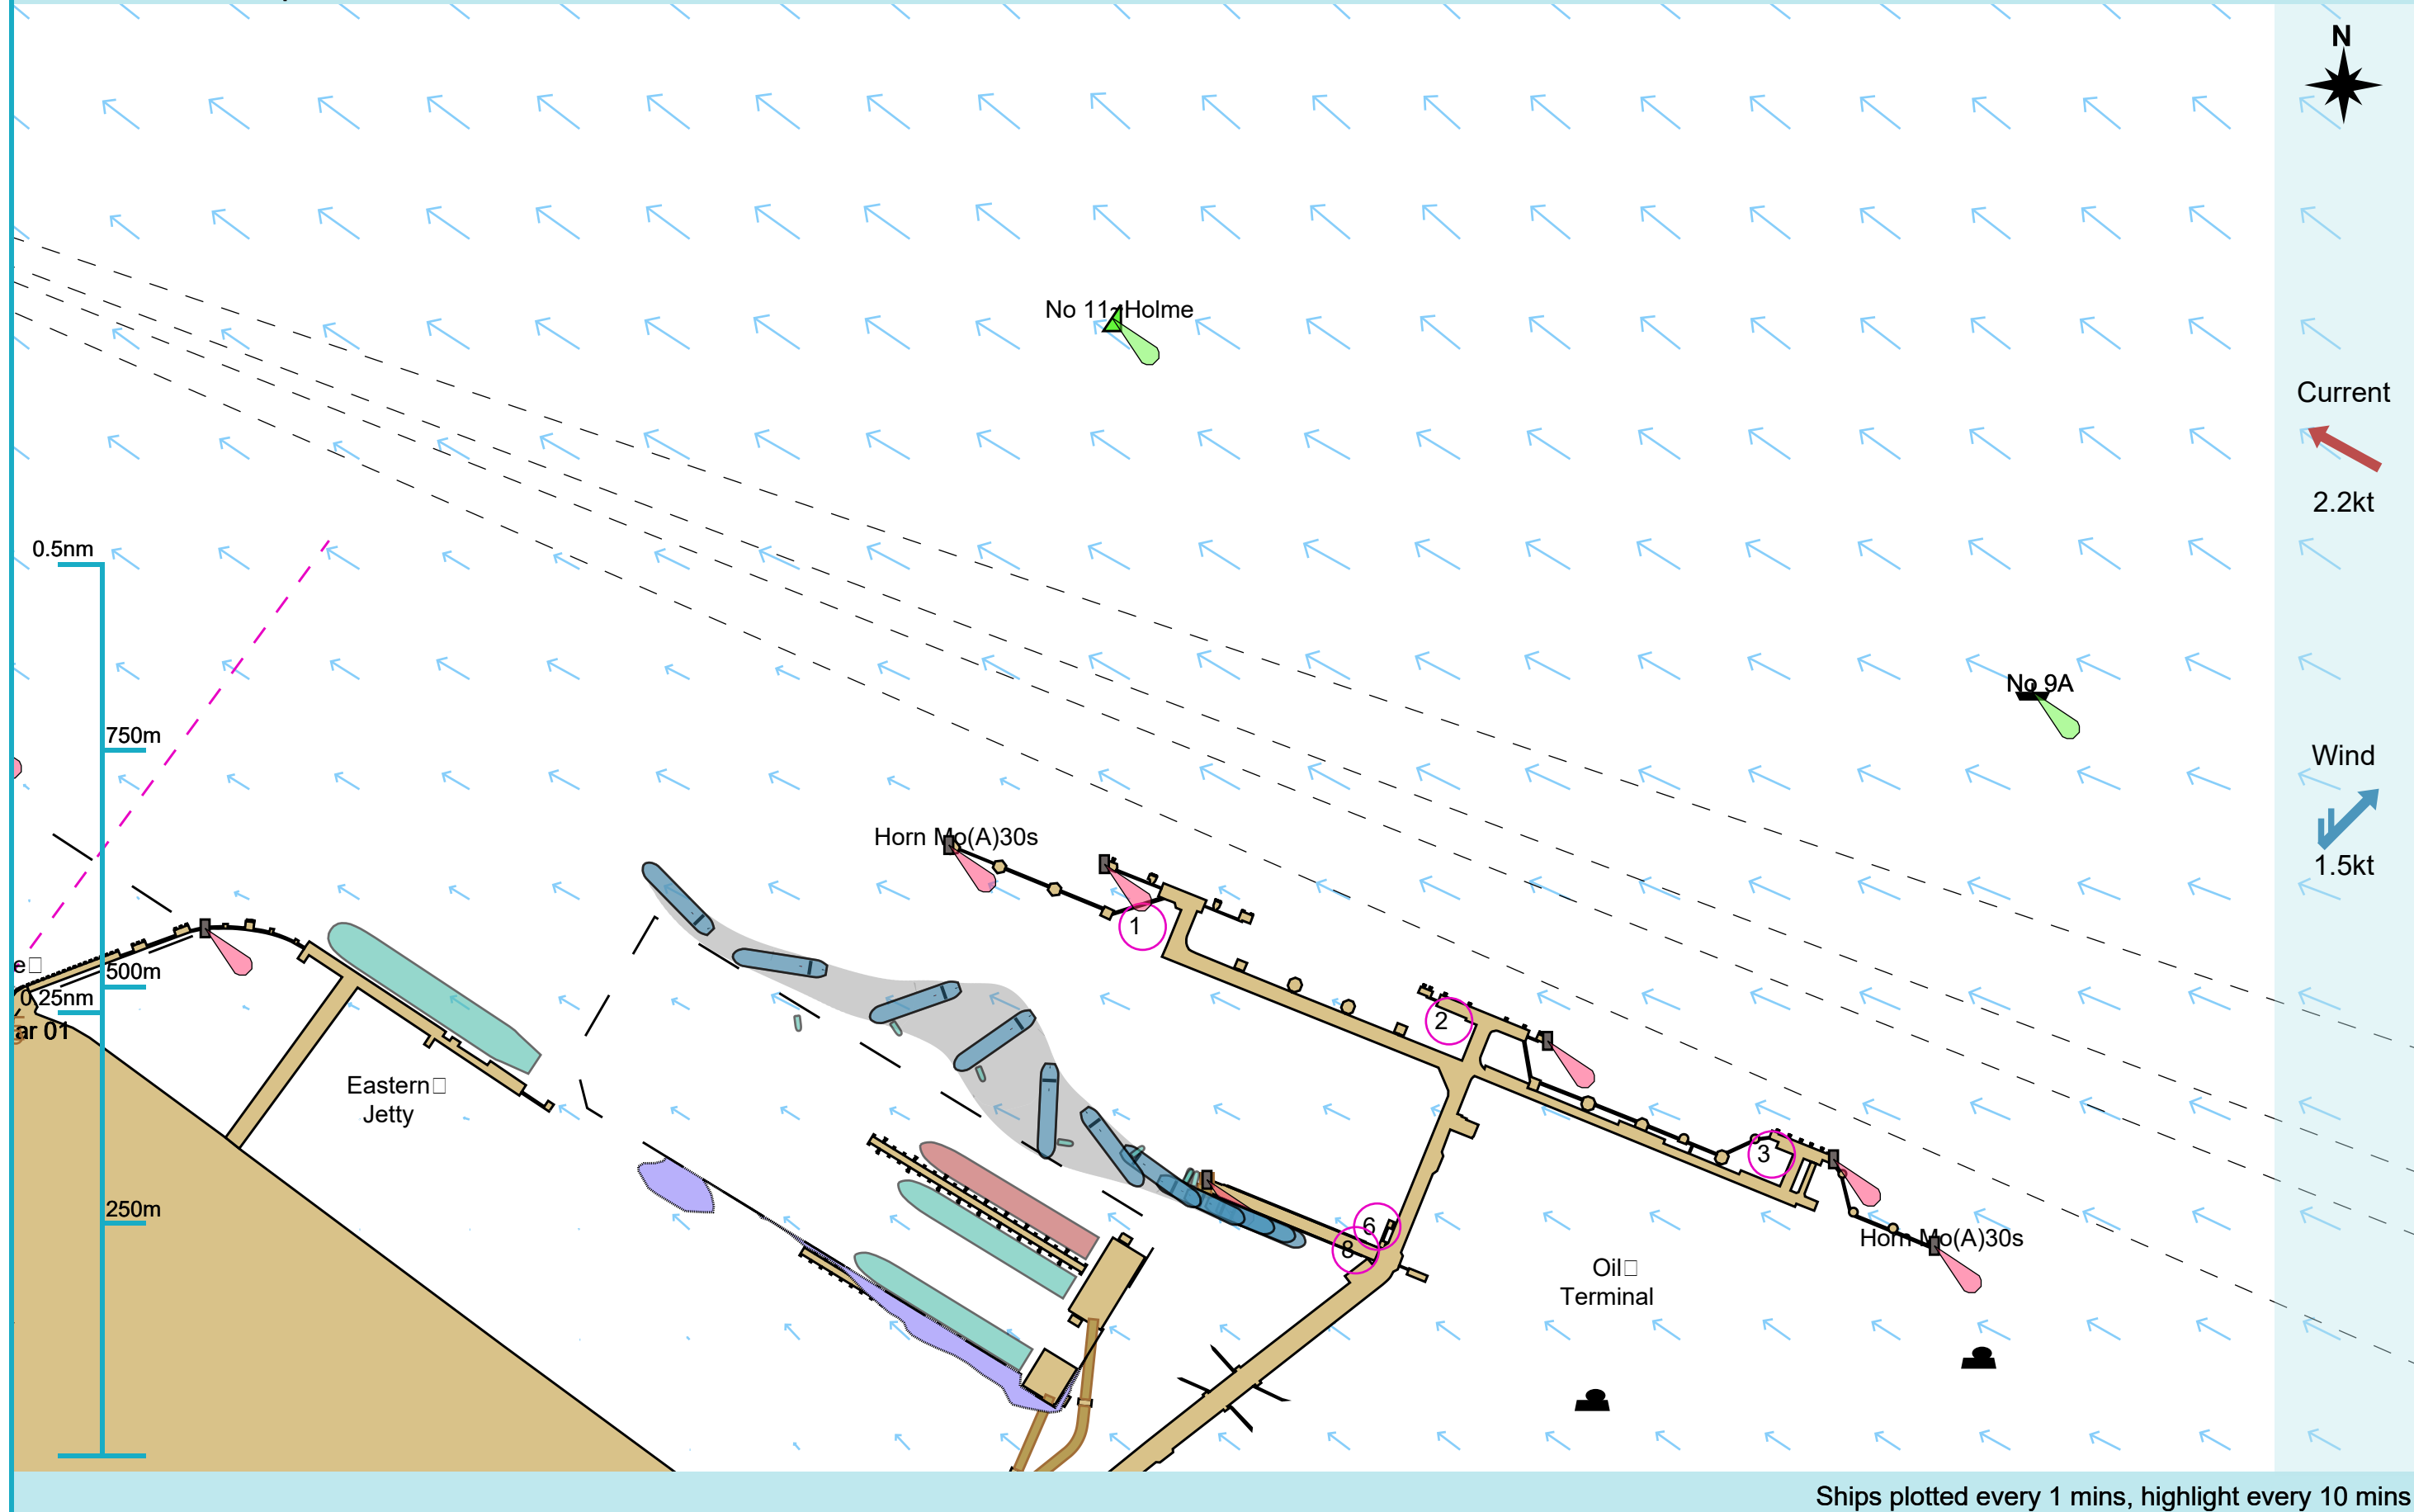 N
No 11 Holme
Current
2.2kt
0.5nm
No 9A
750m
Wind
1.5kt
Horn Mo(A)30s
1
500m
0.25nm
ar 01
2
Eastern
Jetty
3
250m
6
8
Horn Mo(A)30s
Oil
Terminal
Ships plotted every 1 mins, highlight every 10 mins